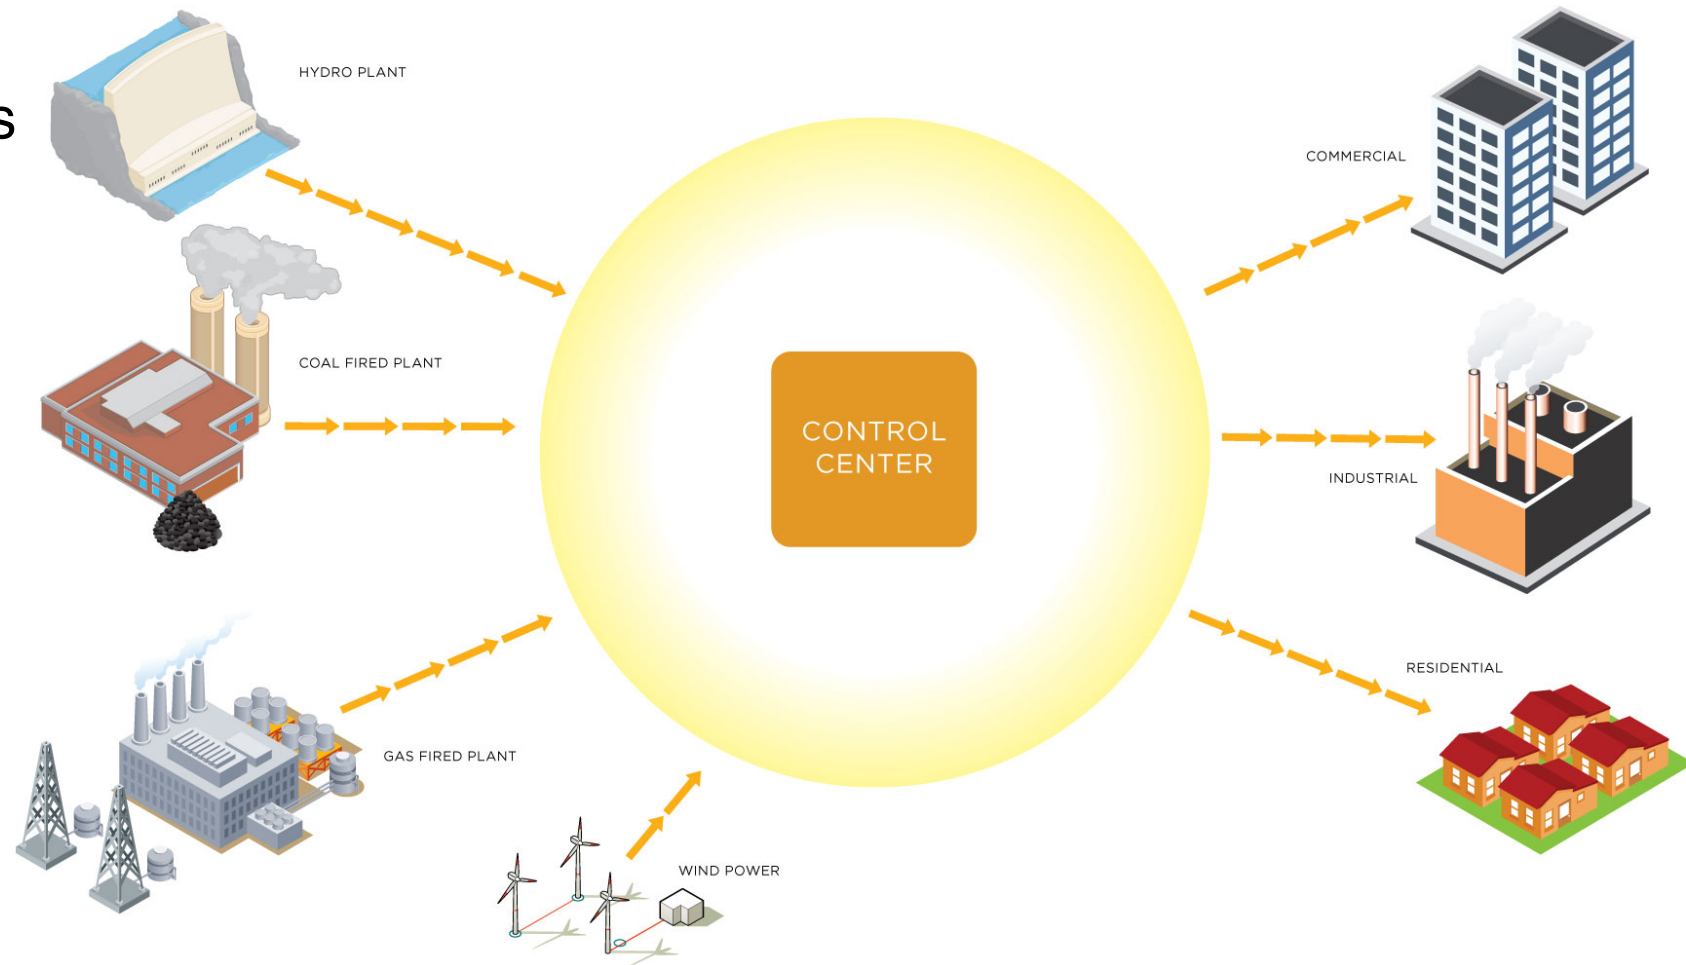 s
HYDRO PLANT
COMMERCIAL
COAL FIRED PLANT
CONTROL
CENTER
INDUSTRIAL
RESIDENTIAL
GAS FIRED PLANT
WIND POWER